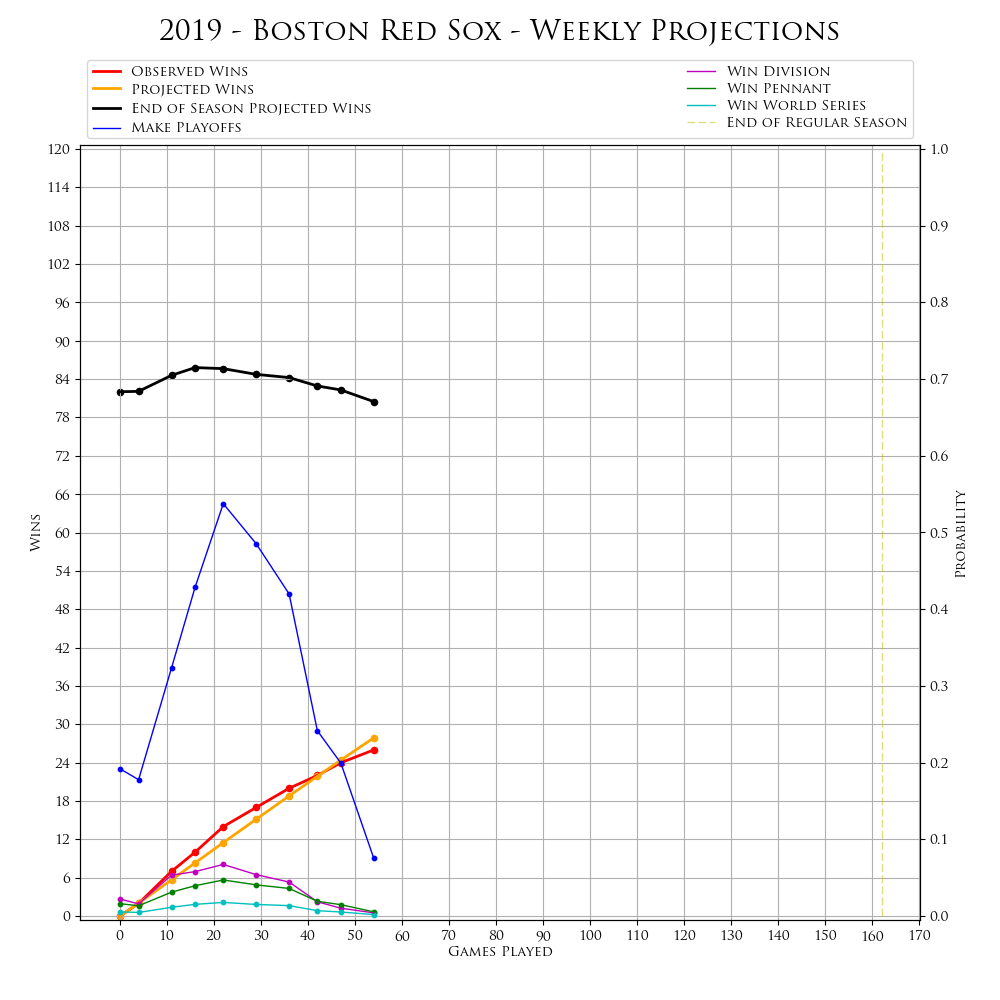 2019 - Boston Red Sox - Weekly Projections
Observed Wins
Projected Wins
End of Season Projected Wins
Make Playoffs
Win Division
Win Pennant
Win World Series
End of Regular Season
120
114
108
102
96
90
84
78
72
66
60
54
48
42
36
30
24
18
12
6
0
Wins
1.0
0.9
0.8
0.7
0.6
0.5
0.4
0.3
0.2
0.1
0.0
Probability
0 10 20 30 40 50 60 70 80 90 100 110 120 130 140 150 160 170
Games Played